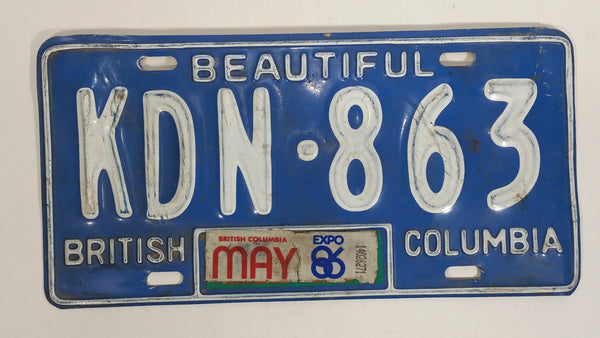 BEAUTIFUL
KDN·863
BRITISH COLUMBIA
BRITISH COLUMBIA EXPO
MAY 86